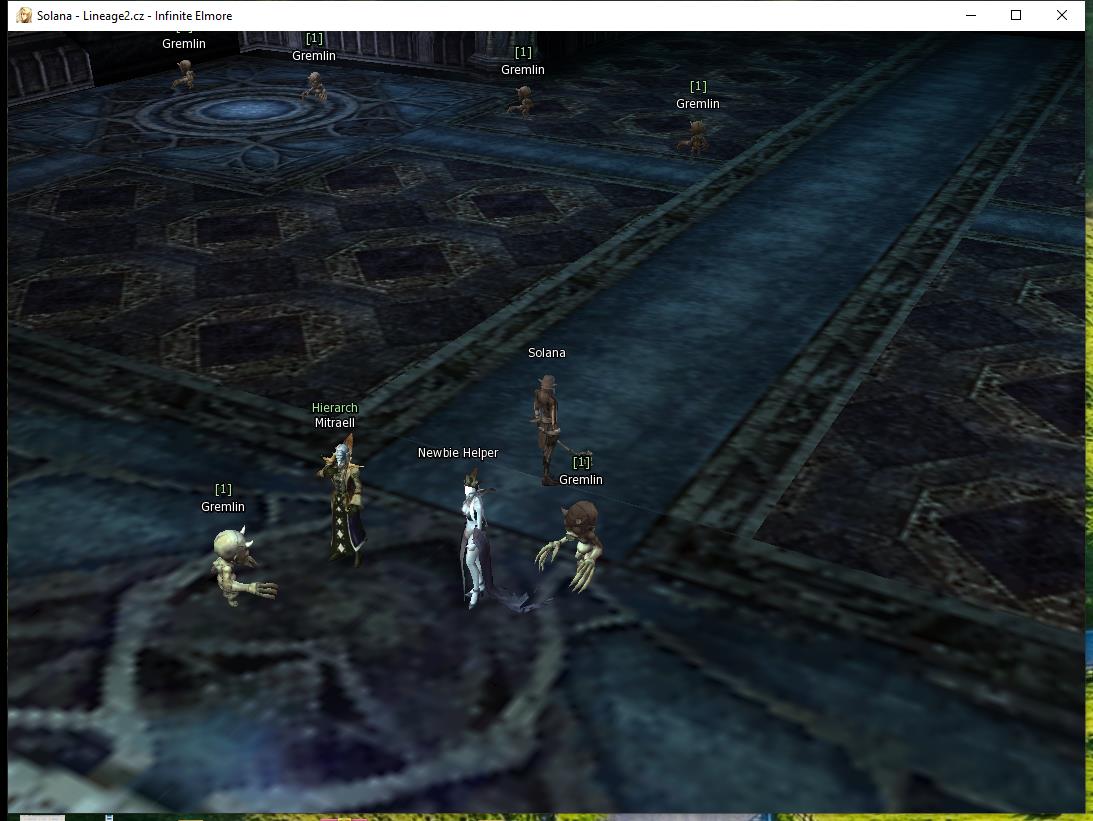 Solana - Lineage2.cz - Infinite Elmore
Gremlin
[1]
Gremlin
[1]
Gremlin
[1]
Gremlin
Solana
Hierarch
Mitraell
Newbie Helper
[1]
Gremlin
[1]
Gremlin